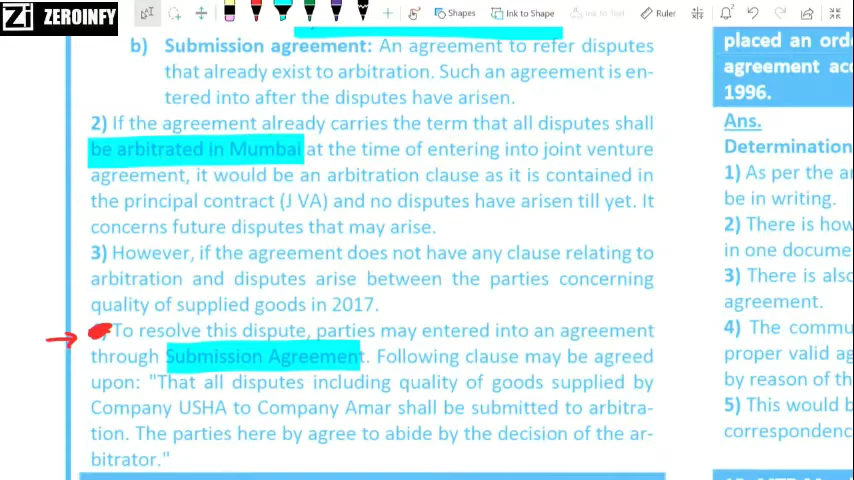 Zi ZEROINFY
Shapes
Ink to Shape
Ink to Text
Ruler
b) Submission agreement: An agreement to refer disputes
that already exist to arbitration. Such an agreement is en-
tered into after the disputes have arisen.
2) If the agreement already carries the term that all disputes shall
be arbitrated in Mumbai at the time of entering into joint venture
agreement, it would be an arbitration clause as it is contained in
the principal contract (J VA) and no disputes have arisen till yet. It
concerns future disputes that may arise.
3) However, if the agreement does not have any clause relating to
arbitration and disputes arise between the parties concerning
quality of supplied goods in 2017.
To resolve this dispute, parties may entered into an agreement
through Submission Agreement. Following clause may be agreed
upon: "That all disputes including quality of goods supplied by
Company USHA to Company Amar shall be submitted to arbitra-
tion. The parties here by agree to abide by the decision of the ar-
bitrator."
placed an
agreement
1996.
Ans.
Determination
1) As per the
be in writing.
2) There is
in one
3) There is
agreement.
4) The
proper valid
by reason of
5) This would